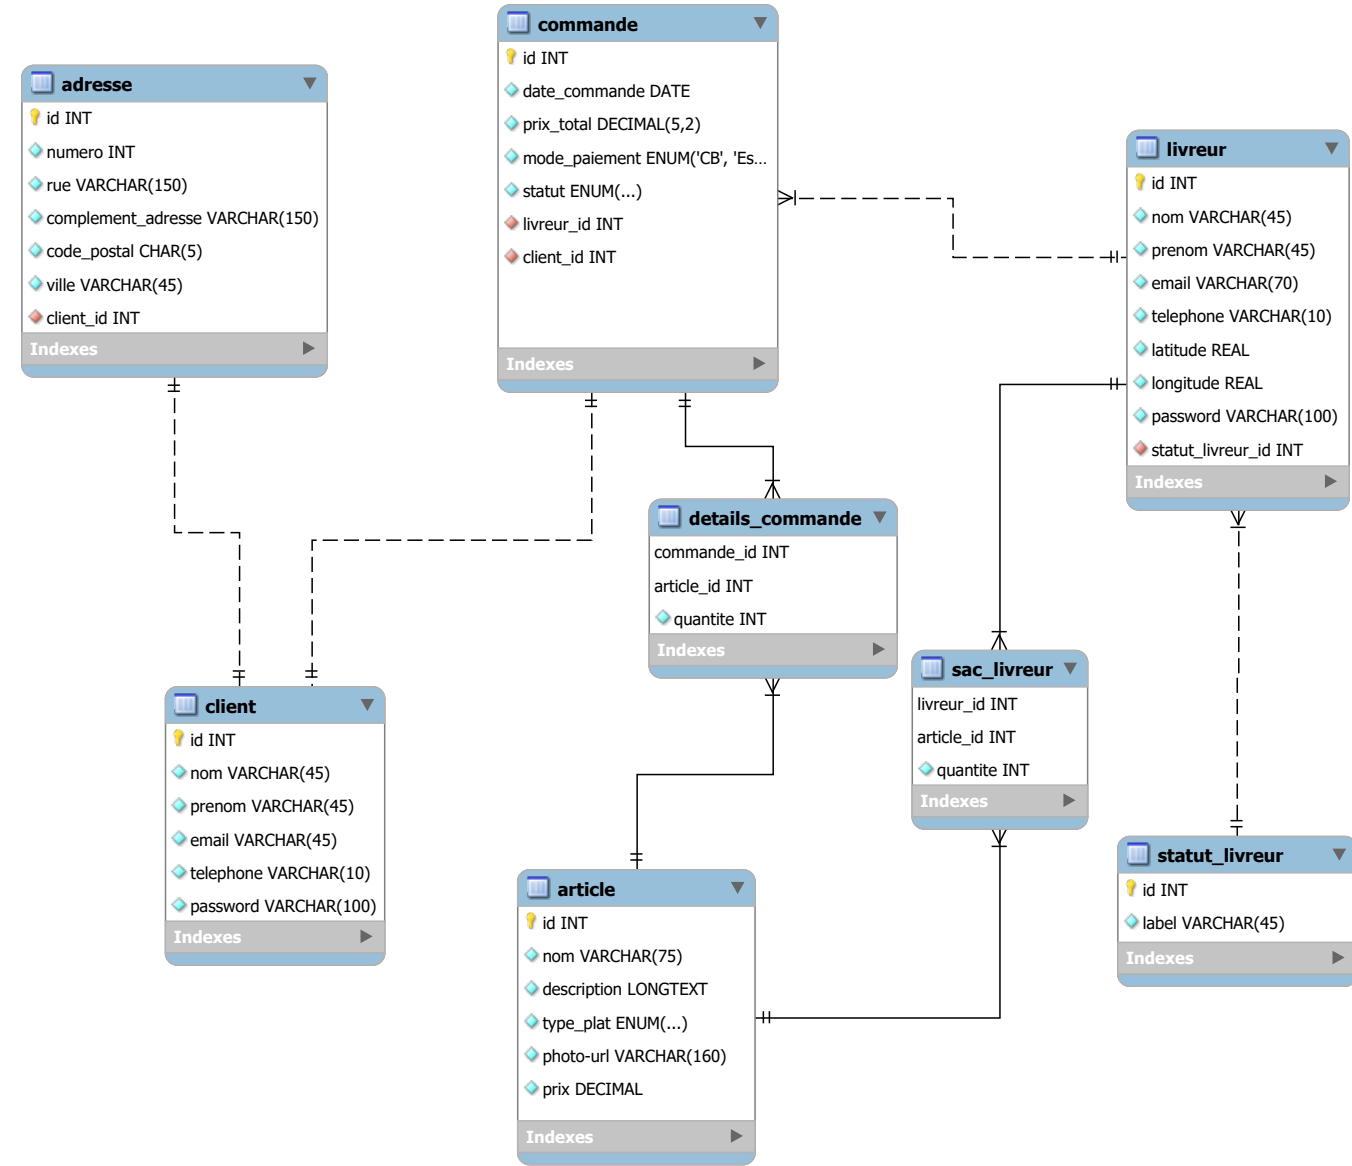 commande
id INT
date_commande DATE
prix_total DECIMAL(5,2)
mode_paiement ENUM('CB', 'Es...
statut ENUM(...)
livreur_id INT
client_id INT
Indexes
adresse
id INT
numero INT
rue VARCHAR(150)
complement_adresse VARCHAR(150)
code_postal CHAR(5)
ville VARCHAR(45)
client_id INT
Indexes
livreur
id INT
nom VARCHAR(45)
prenom VARCHAR(45)
email VARCHAR(70)
telephone VARCHAR(10)
latitude REAL
longitude REAL
password VARCHAR(100)
statut_livreur_id INT
Indexes
details_commande
commande_id INT
article_id INT
quantite INT
Indexes
sac_livreur
livreur_id INT
article_id INT
quantite INT
Indexes
client
id INT
nom VARCHAR(45)
prenom VARCHAR(45)
email VARCHAR(45)
telephone VARCHAR(10)
password VARCHAR(100)
Indexes
article
id INT
nom VARCHAR(75)
description LONGTEXT
type_plat ENUM(...)
photo-url VARCHAR(160)
prix DECIMAL
Indexes
statut_livreur
id INT
label VARCHAR(45)
Indexes